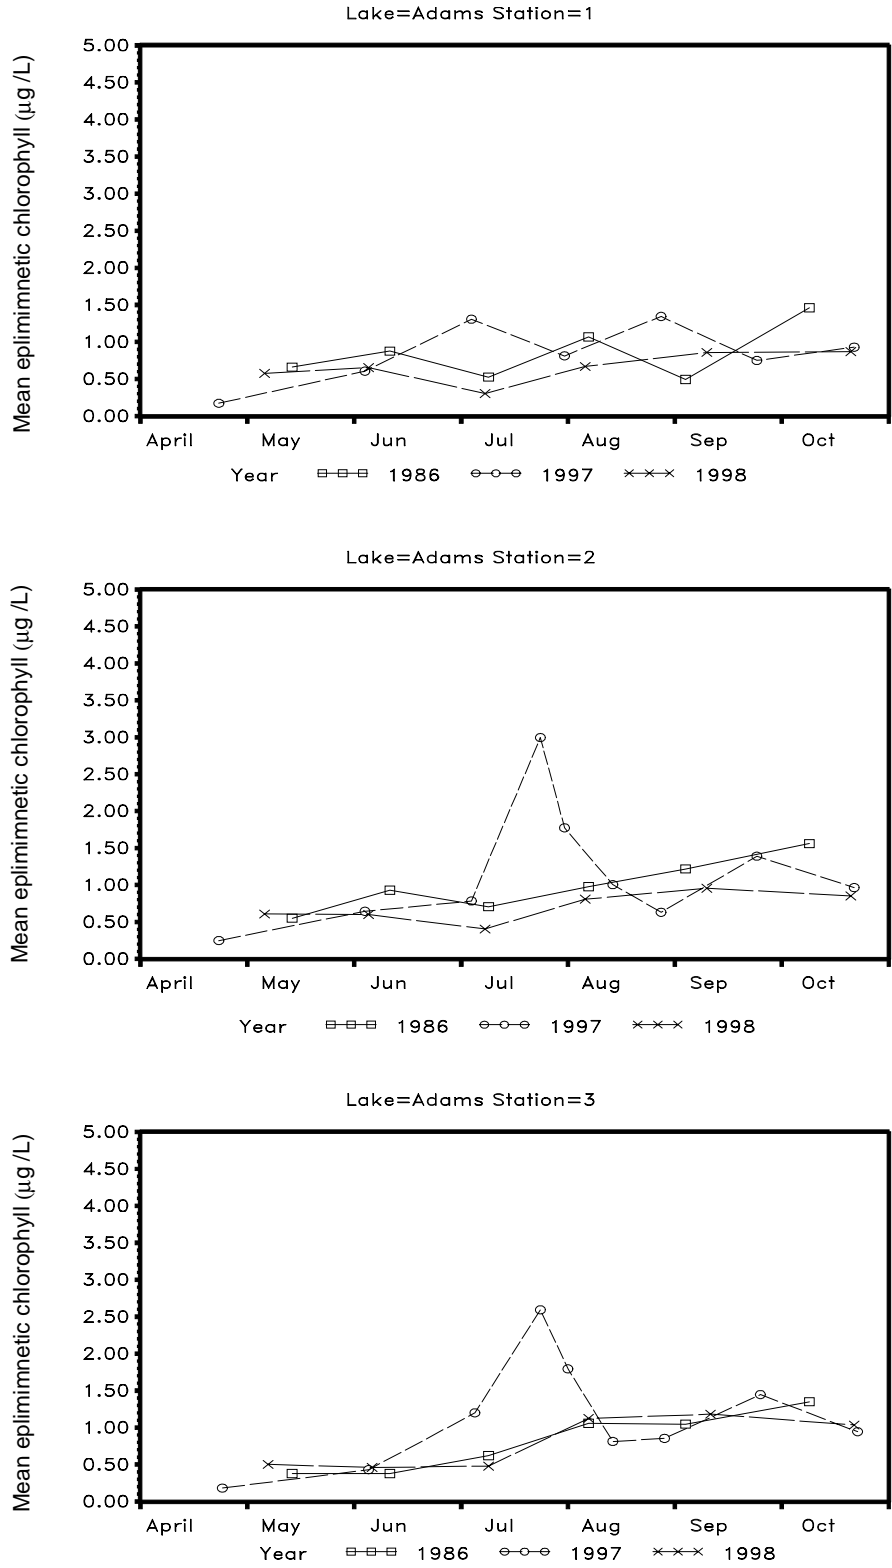 Lake=Adams Station=1
Mean eplimimnetic chlorophyll (µg /L)
5.00
4.50
4.00
3.50
3.00
2.50
2.00
1.50
1.00
0.50
0.00
April May Jun Jul Aug Sep Oct
Year 1986 1997 1998
Lake=Adams Station=2
Mean eplimimnetic chlorophyll (µg /L)
5.00
4.50
4.00
3.50
3.00
2.50
2.00
1.50
1.00
0.50
0.00
April May Jun Jul Aug Sep Oct
Year 1986 1997 1998
Lake=Adams Station=3
Mean eplimimnetic chlorophyll (µg /L)
5.00
4.50
4.00
3.50
3.00
2.50
2.00
1.50
1.00
0.50
0.00
April May Jun Jul Aug Sep Oct
Year 1986 1997 1998